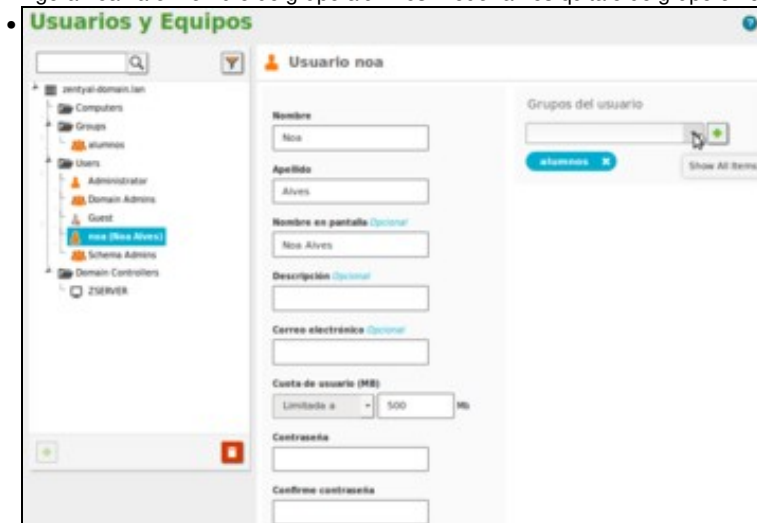 Usuarios y Equipos
zentyal-domain.lan
Computers
Groups
alumnos
Users
Administrator
Domain Admins
Guest
noa (Noa Alves)
Schema Admins
Domain Controllers
ZSERVER
Usuario noa
Nombre
Noa
Apellido
Alves
Nombre en pantalla Opcional
Noa Alves
Descripción Opcional
Correo electrónico Opcional
Cuota de usuario (MB)
Limitada a
500
Mb
Contraseña
Confirme contraseña
Grupos del usuario
alumnos
Show All Items